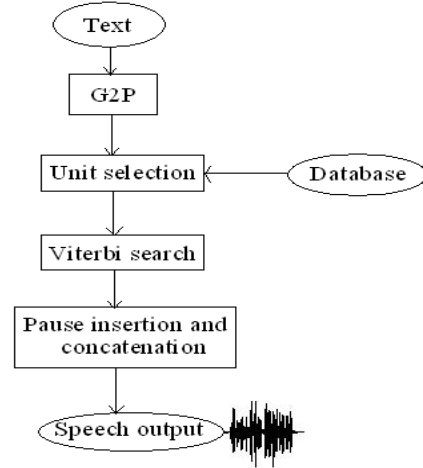 Text
G2P
Unit selection
Database
Viterbi search
Pause insertion and
concatenation
Speech output